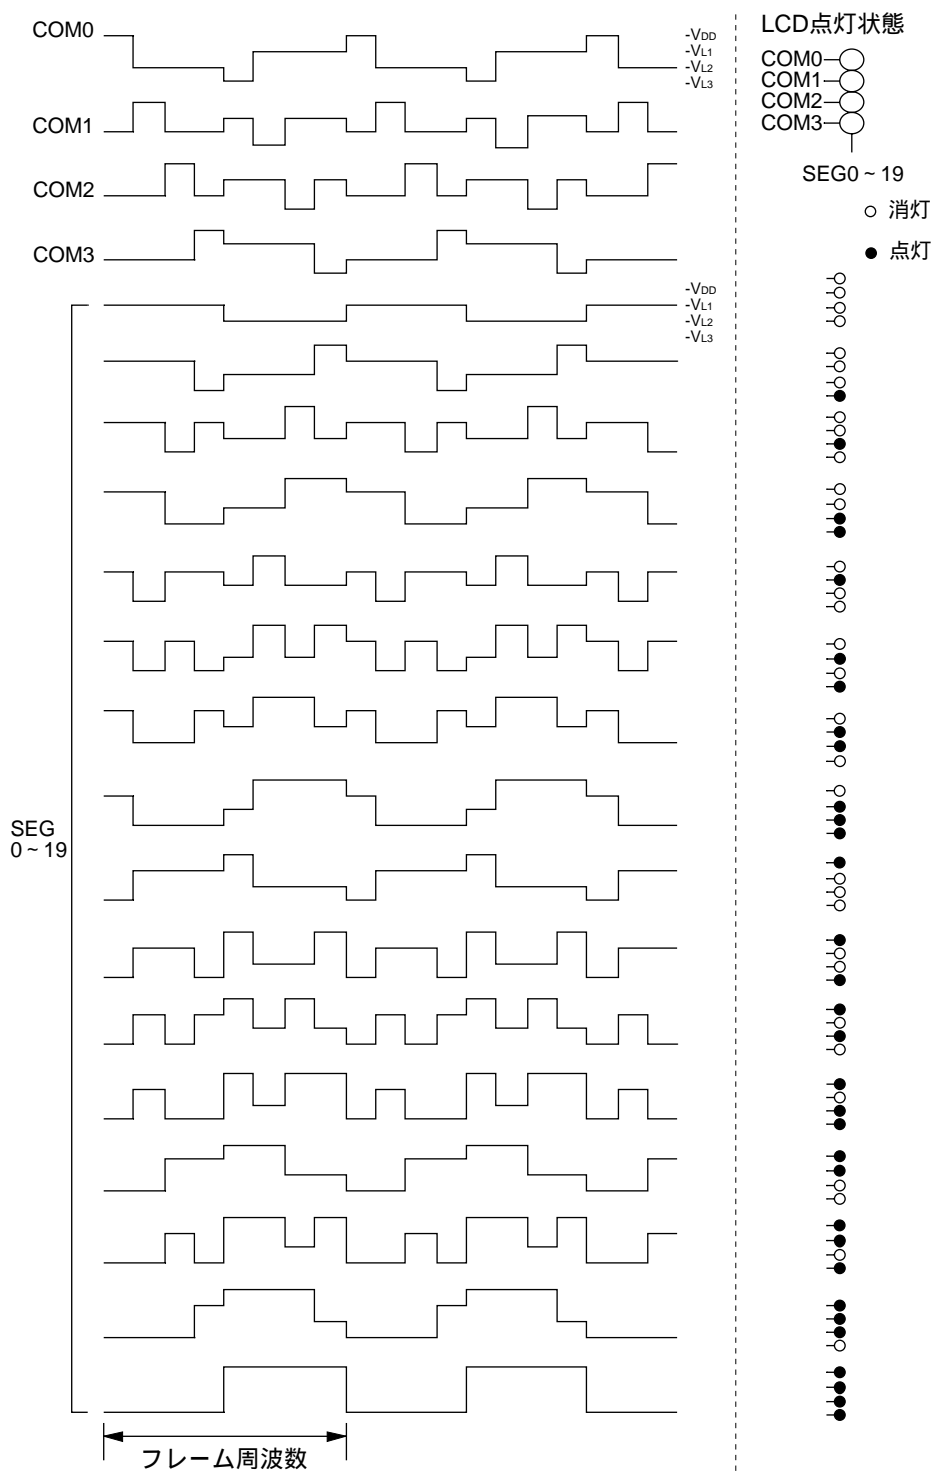 COM0
-VDD
-VL1
-VL2
-VL3
COM1
COM2
COM3
-VDD
-VL1
-VL2
-VL3
SEG
0~19
フレーム周波数
LCD点灯状態
COM0
COM1
COM2
COM3
SEG0~19
消灯
点灯